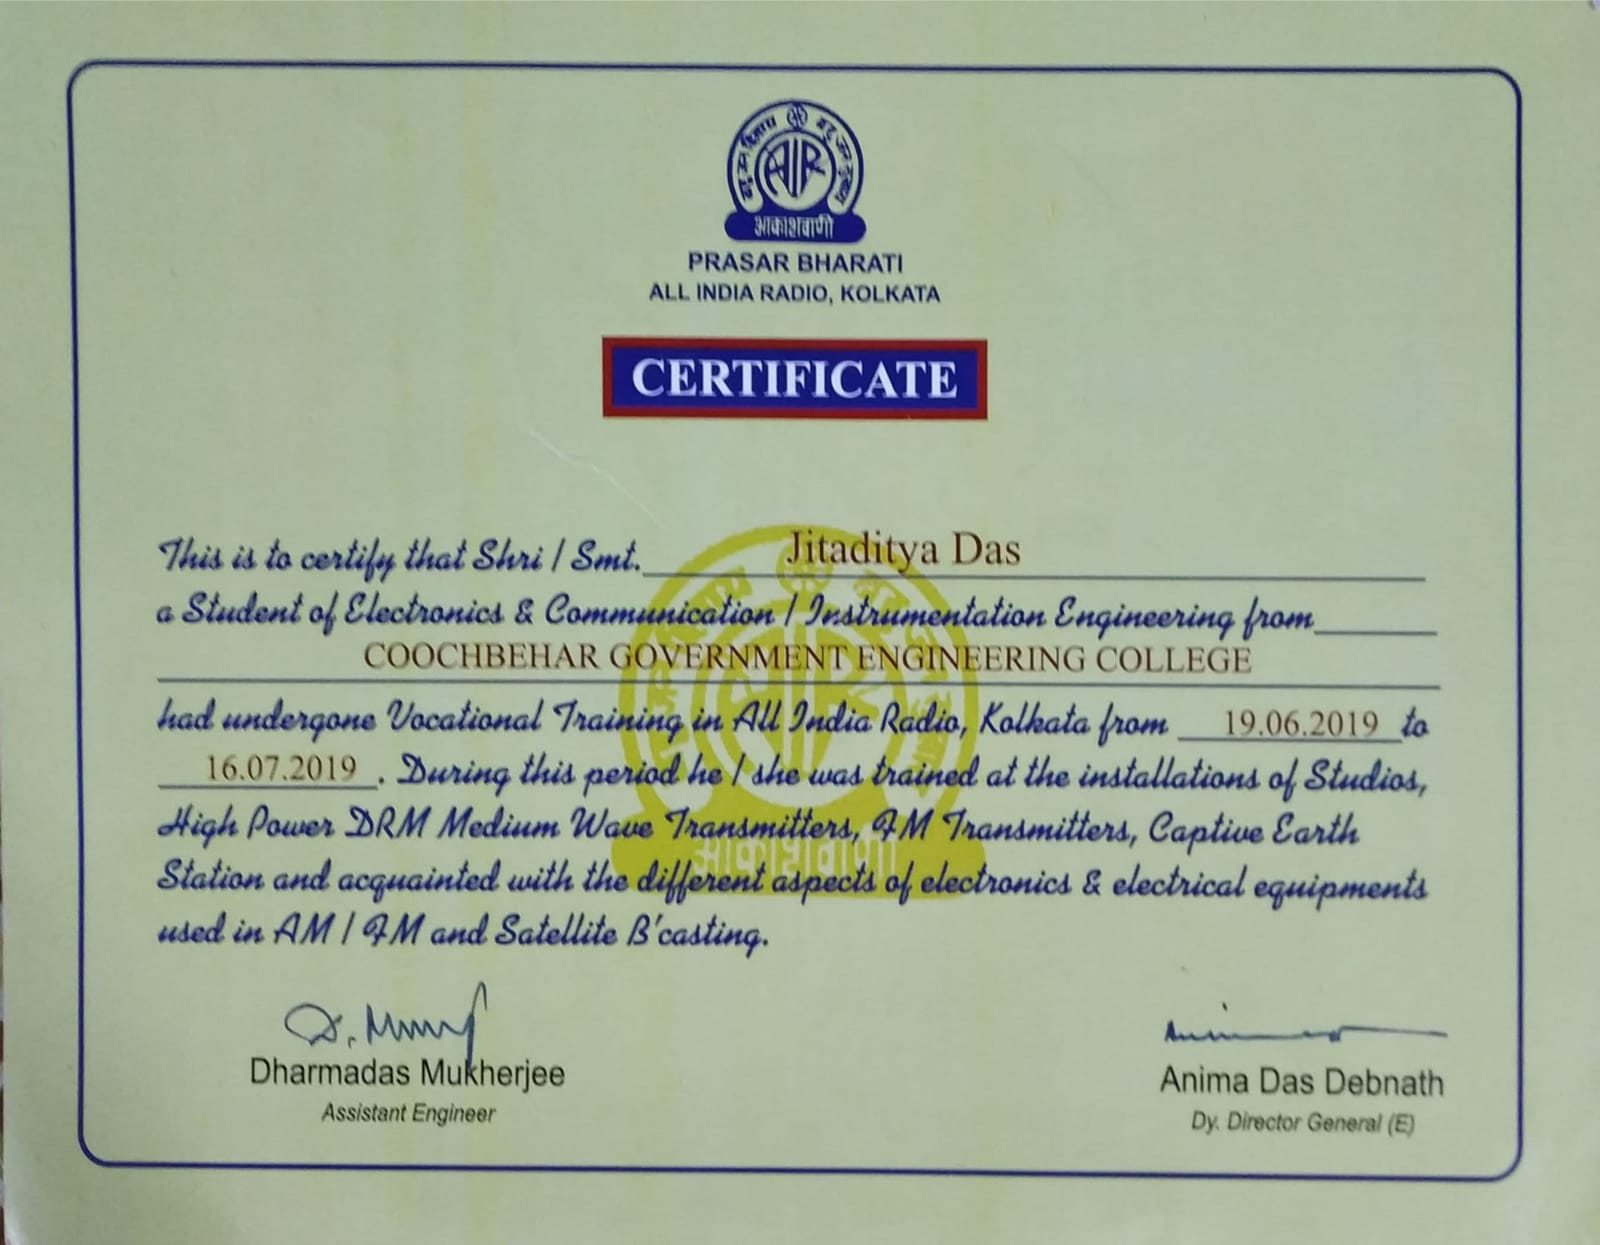 बहुजन हिताय बहुजन सुखाय
AIR
आकाशवाणी
PRASAR BHARATI
ALL INDIA RADIO, KOLKATA
CERTIFICATE
This is to certify that Shri / Smt. Jitaditya Das
a Student of Electronics & Communication / Instrumentation Engineering from
COOCHBEHAR GOVERNMENT ENGINEERING COLLEGE
had undergone Vocational Training in All India Radio, Kolkata from 19.06.2019 to
16.07.2019. During this period he / she was trained at the installations of Studios,
High Power DRM Medium Wave Transmitters, FM Transmitters, Captive Earth
Station and acquainted with the different aspects of electronics & electrical equipments
used in AM / FM and Satellite B'casting.
Dharmadas Mukherjee
Assistant Engineer
Anima Das Debnath
Dy. Director General (E)